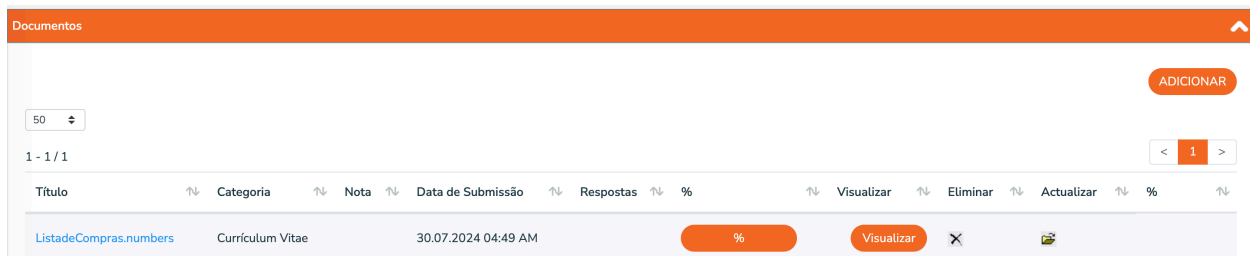 Documentos
ADICIONAR
50
1 - 1 / 1
< 1 >
Título Categoria Nota Data de Submissão Respostas % Visualizar Eliminar Actualizar %
ListadeCompras.numbers Currículum Vitae 30.07.2024 04:49 AM % Visualizar